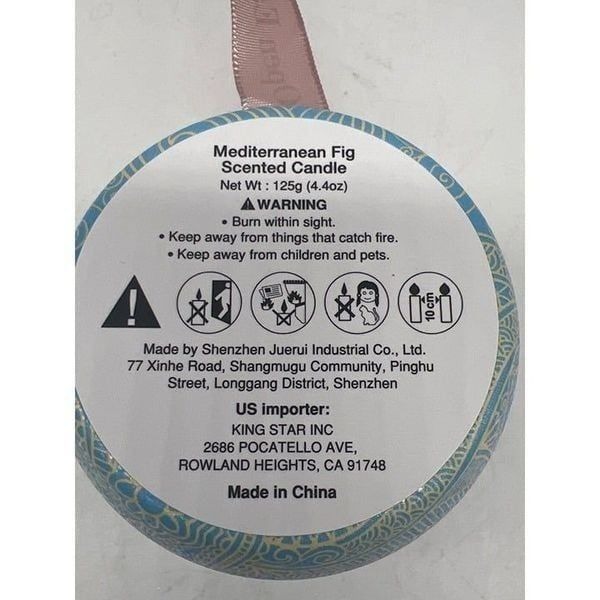 Open
Mediterranean Fig
Scented Candle
Net Wt : 125g (4.4oz)
⚠WARNING
• Burn within sight.
• Keep away from things that catch fire.
• Keep away from children and pets.
10 cm
Made by Shenzhen Juerui Industrial Co., Ltd.
77 Xinhe Road, Shangmugu Community, Pinghu
Street, Longgang District, Shenzhen
US importer:
KING STAR INC
2686 POCATELLO AVE,
ROWLAND HEIGHTS, CA 91748
Made in China